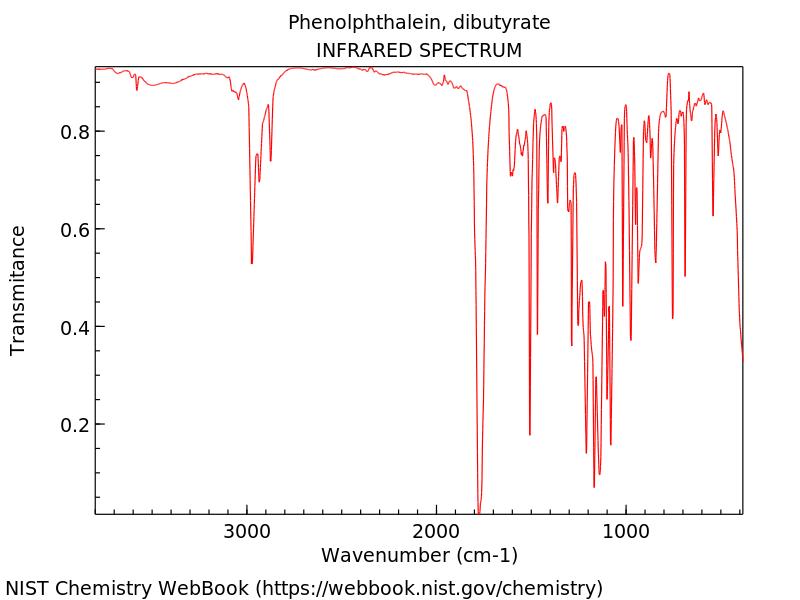 Phenolphthalein, dibutyrate
INFRARED SPECTRUM
0.8
0.6
0.4
0.2
Transmitance
3000
2000
1000
Wavenumber (cm-1)
NIST Chemistry WebBook (https://webbook.nist.gov/chemistry)